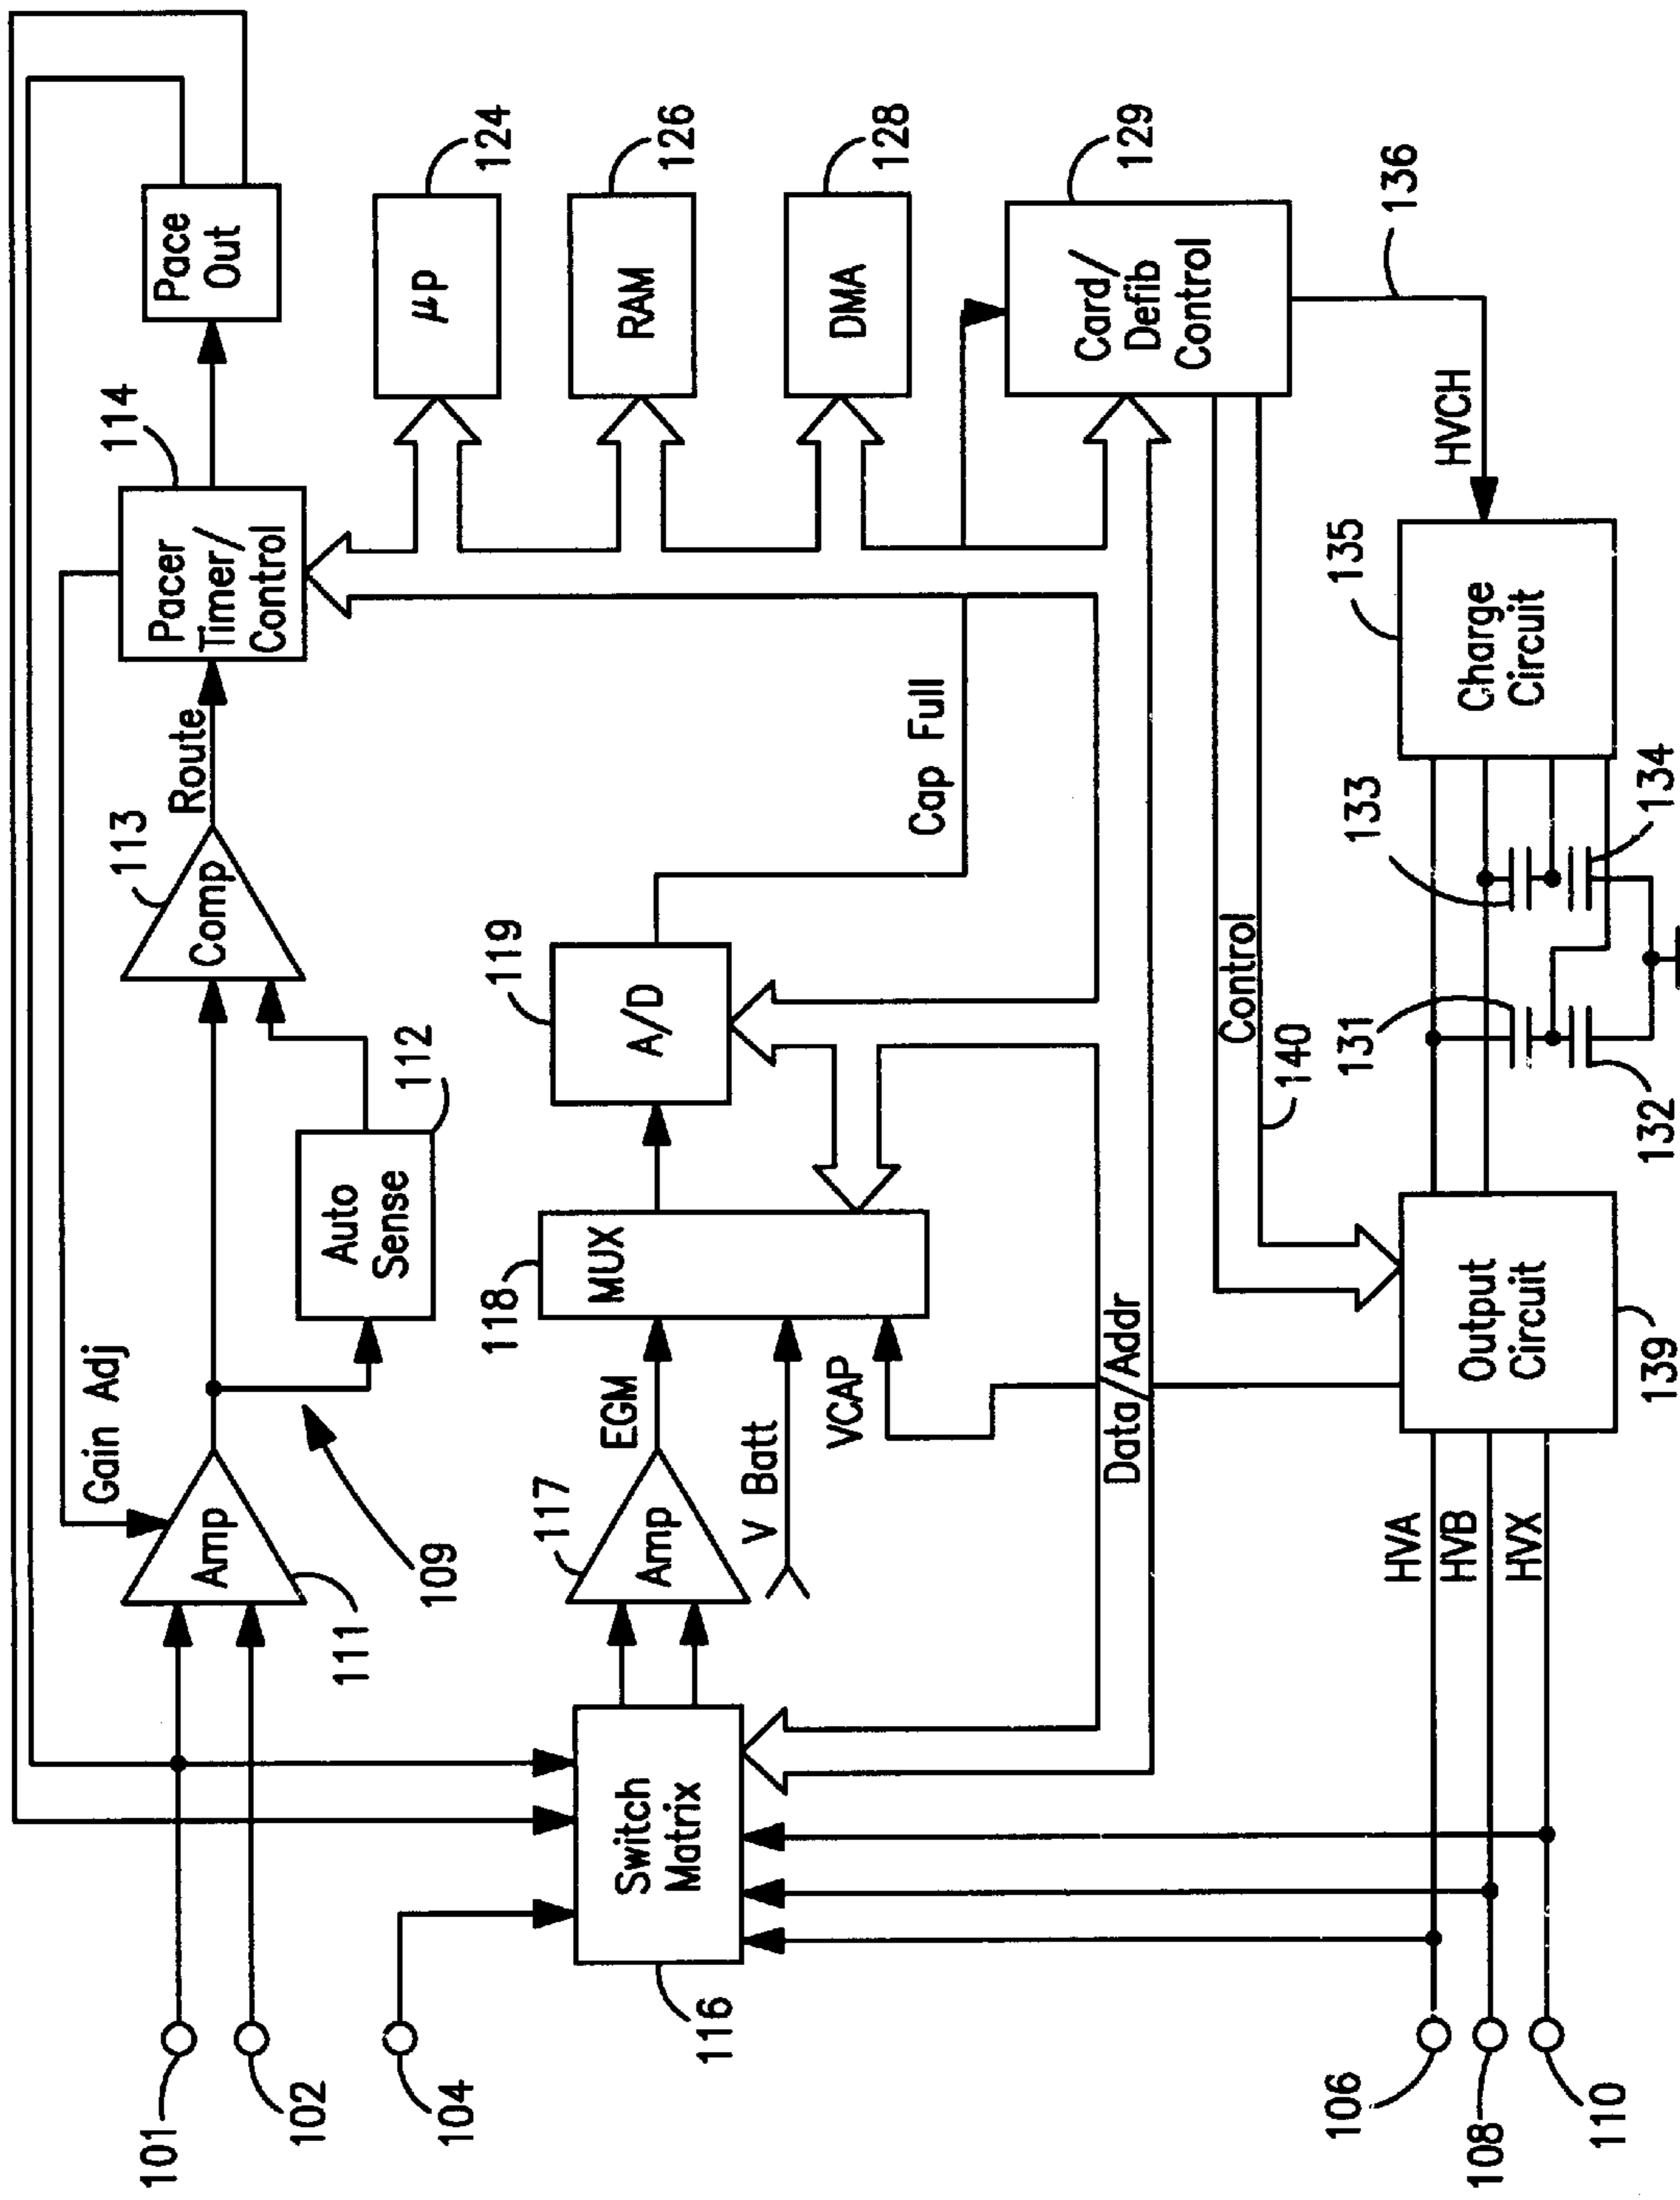 Pace
Out
114
Pacer
Timer/
Control
Route
113
Comp
Gain Adj
Amp
111
109
Auto
Sense
112
101
102
104
μp
124
RAM
126
DMA
128
Card/
Defib
Control
129
136
HVCH
Cap Full
119
A/D
118
MUX
EGM
V Batt
VCAP
117
Amp
Switch
Matrix
116
Data/Addr
Control
140
135
Charge
Circuit
133
134
131
132
Output
Circuit
139
HVA
HVB
HVX
106
108
110